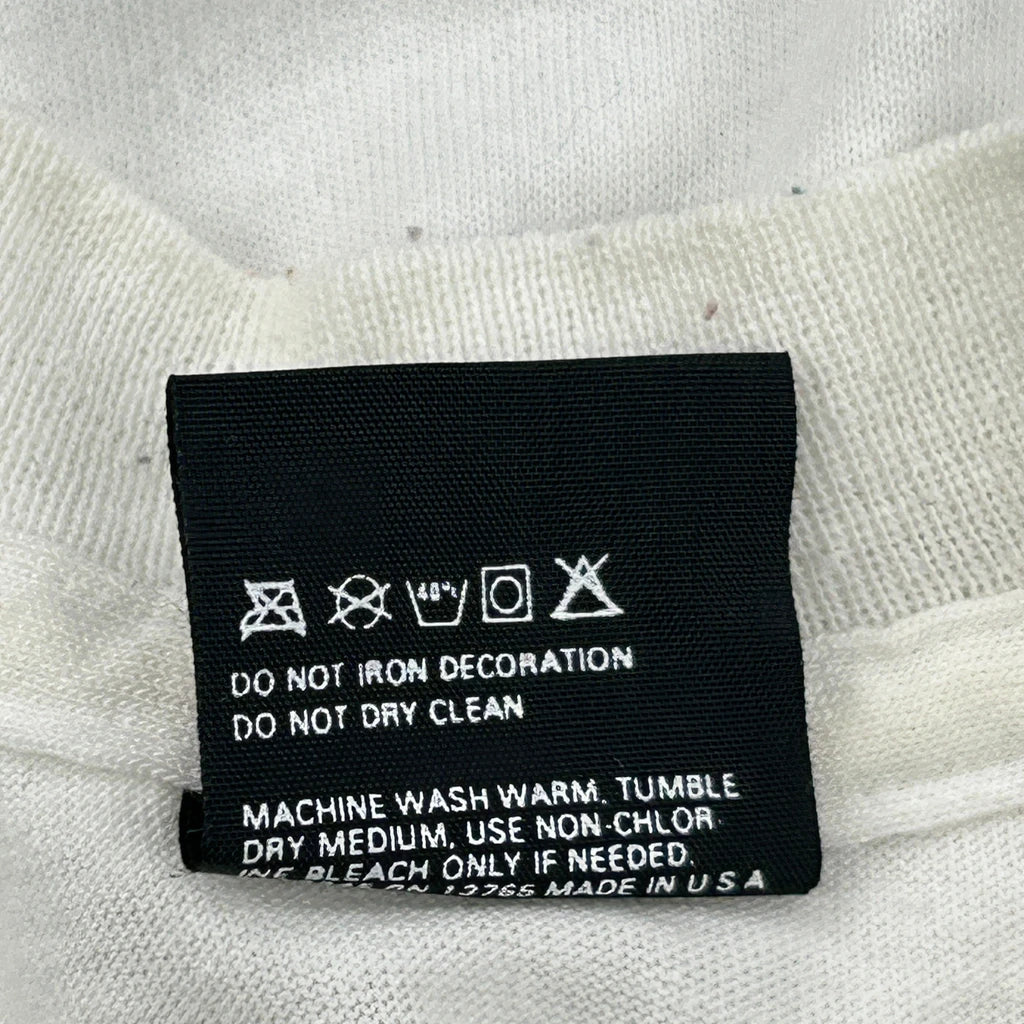 40°c
DO NOT IRON DECORATION
DO NOT DRY CLEAN
MACHINE WASH WARM. TUMBLE
DRY MEDIUM. USE NON-CHLOR-
INE BLEACH ONLY IF NEEDED.
MADE IN U S A